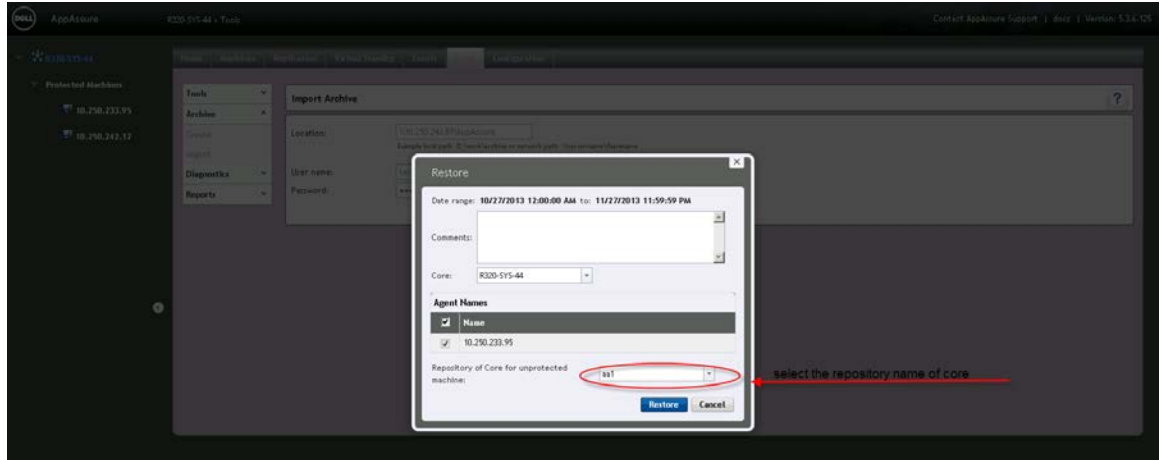 DELL
AppAssure
R320-SYS-44 - Tools
Contact AppAssure Support | docs | Version: 5.3.6.125
R320-SYS-44
Protected Machines
10.250.233.95
10.250.242.12
Tools
Archive
Diagnostics
Reports
Import Archive
?
Location:
User name:
Password:
Restore
Date range: 10/27/2013 12:00:00 AM to: 11/27/2013 11:59:59 PM
Comments:
Core: R320-SYS-44
Agent Names
Name
10.250.233.95
Repository of Core for unprotected
machine:
aa1
select the repository name of core
Restore
Cancel